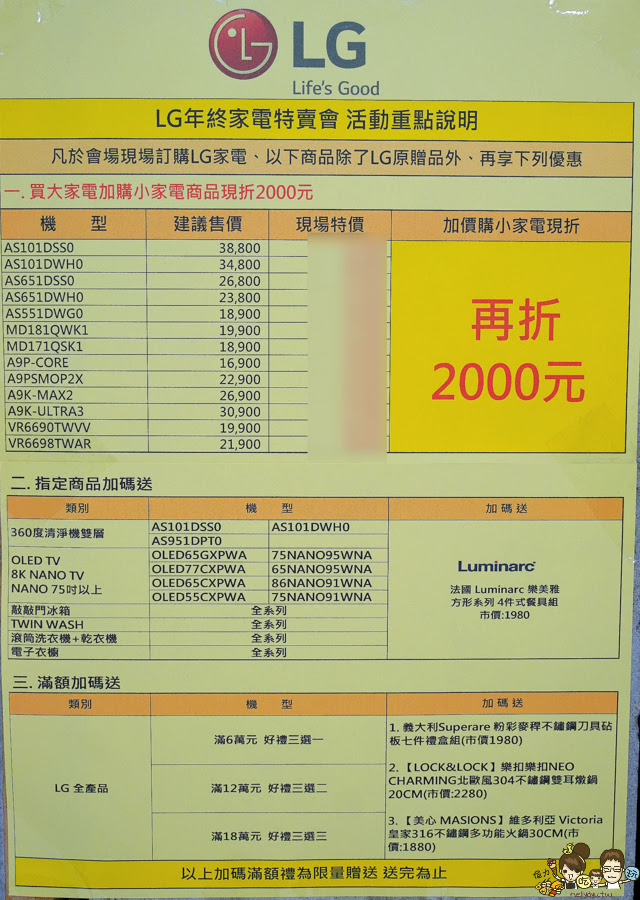 LG
Life's Good
LG年終家電特賣會 活動重點說明
凡於會場現場訂購LG家電、以下商品除了LG原贈品外、再享下列優惠
一. 買大家電加購小家電商品現折2000元
機 型 建議售價 現場特價 加價購小家電現折
AS101DSS0 38,800
AS101DWH0 34,800
AS651DSS0 26,800
AS651DWH0 23,800
AS551DWG0 18,900
MD181QWK1 19,900
MD171QSK1 18,900
A9P-CORE 16,900
A9PSMOP2X 22,900
A9K-MAX2 26,900
A9K-ULTRA3 30,900
VR6690TWVV 19,900
VR6698TWAR 21,900
再折
2000元
二. 指定商品加碼送
類別 機 型 加 碼 送
360度清淨機雙層
AS101DSS0 AS101DWH0
AS951DPT0
OLED TV
8K NANO TV
NANO 75吋以上
OLED65GXPWA 75NANO95WNA
OLED77CXPWA 65NANO95WNA
OLED65CXPWA 86NANO91WNA
OLED55CXPWA 75NANO91WNA
敲敲門冰箱 全系列
TWIN WASH 全系列
滾筒洗衣機+乾衣機 全系列
電子衣櫥 全系列
Luminarc
法國 Luminarc 樂美雅
方形系列 4件式餐具組
市價:1980
三. 滿額加碼送
類別 機 型 加 碼 送
LG 全產品
滿6萬元 好禮三選一
滿12萬元 好禮三選二
滿18萬元 好禮三選三
1. 義大利Superare 粉彩麥稈不鏽鋼刀具砧
板七件禮盒組(市價1980)
2. 【LOCK&LOCK】樂扣樂扣NEO
CHARMING北歐風304不鏽鋼雙耳燉鍋
20CM(市價:2280)
3. 【美心 MASIONS】維多利亞 Victoria
皇家316不鏽鋼多功能火鍋30CM(市
價:1880)
以上加碼滿額禮為限量贈送 送完為止